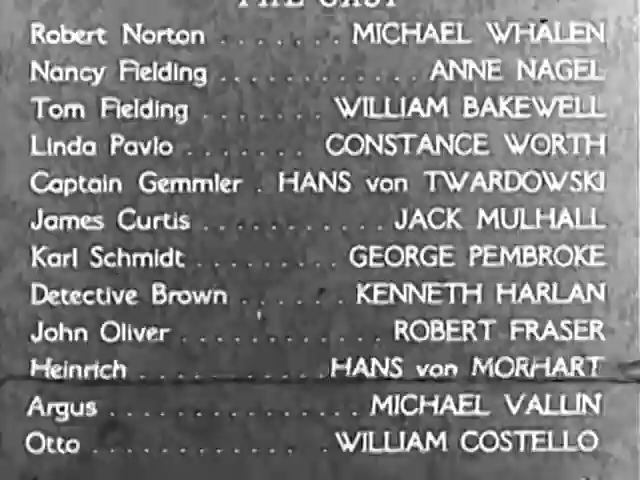 THE CAST
Robert Norton . . . . . . . MICHAEL WHALEN
Nancy Fielding . . . . . . . . . . . . ANNE NAGEL
Tom Fielding . . . . . . . . WILLIAM BAKEWELL
Linda Pavlo . . . . . . . . CONSTANCE WORTH
Captain Gemmler . HANS von TWARDOWSKI
James Curtis . . . . . . . . . . . JACK MULHALL
Karl Schmidt . . . . . . . . . GEORGE PEMBROKE
Detective Brown . . . . . . KENNETH HARLAN
John Oliver . . . . . . . . . . . . ROBERT FRASER
Heinrich . . . . . . . . . . HANS von MORHART
Argus . . . . . . . . . . . . . . . . MICHAEL VALLIN
Otto . . . . . . . . . . . . . . WILLIAM COSTELLO